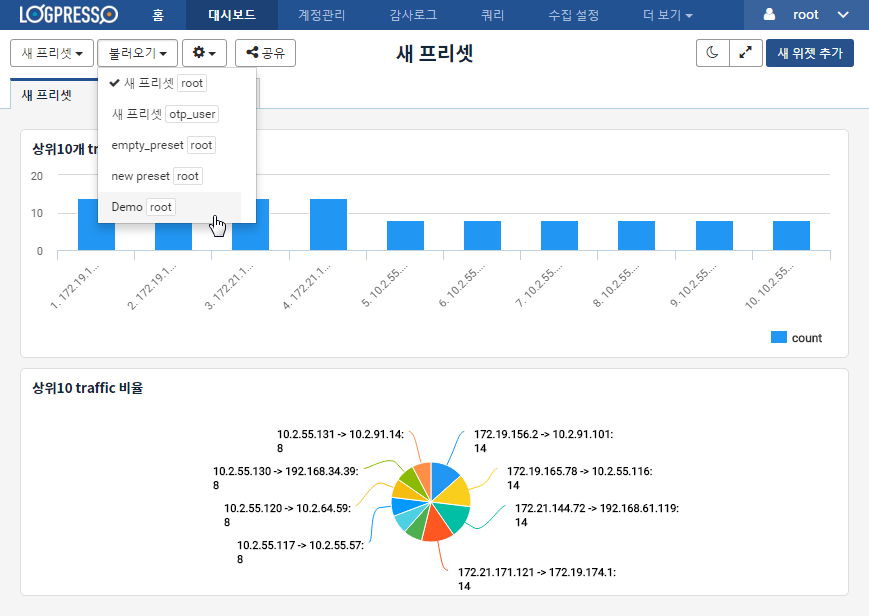 LOGPRESSO 홈 대시보드 계정관리 감사로그 쿼리 수집 설정 더 보기 root
새 프리셋 불러오기 공유 새 프리셋 새 위젯 추가
새 프리셋
새 프리셋 root
새 프리셋 otp_user
empty_preset root
new preset root
Demo root
상위10개 tr
20
10
0
1. 172.19.1... 2. 172.19.1... 3. 172.21.1... 4. 172.21.1... 5. 10.2.55.... 6. 10.2.55.... 7. 10.2.55.... 8. 10.2.55.... 9. 10.2.55.... 10. 10.2.55....
count
상위10 traffic 비율
10.2.55.131 -> 10.2.91.14:
8
172.19.156.2 -> 10.2.91.101:
14
10.2.55.130 -> 192.168.34.39:
8
172.19.165.78 -> 10.2.55.116:
14
10.2.55.120 -> 10.2.64.59:
8
172.21.144.72 -> 192.168.61.119:
14
10.2.55.117 -> 10.2.55.57:
8
172.21.171.121 -> 172.19.174.1:
14